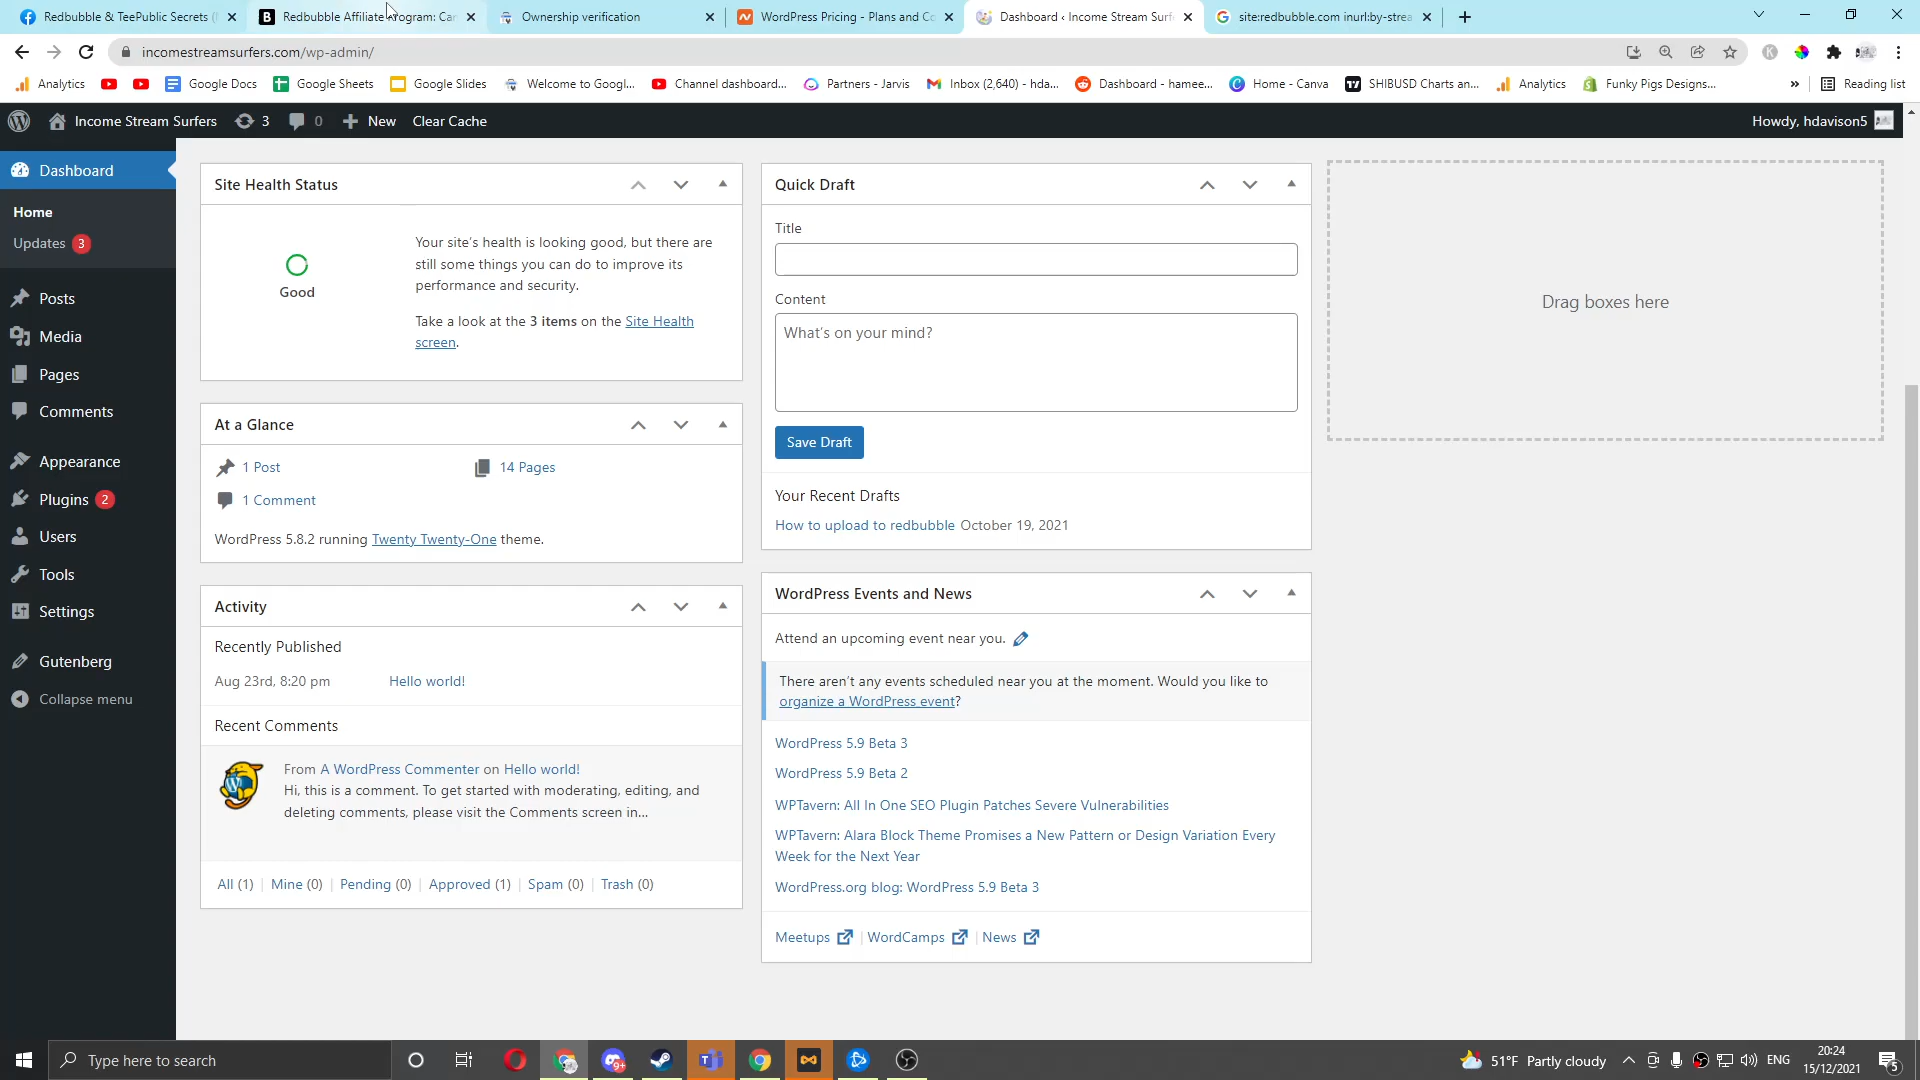 Redbubble & TeePublic Secrets (
Redbubble Affiliate Program: Car
Ownership verification
WordPress Pricing - Plans and Co
Dashboard ‹ Income Stream Surf
site:redbubble.com inurl:by-strea
incomestreamsurfers.com/wp-admin/
Analytics
Google Docs
Google Sheets
Google Slides
Welcome to Googl...
Channel dashboard...
Partners - Jarvis
Inbox (2,640) - hda...
Dashboard - hamee...
Home - Canva
SHIBUSD Charts an...
Analytics
Funky Pigs Designs...
»
Reading list
Income Stream Surfers
3
0
New
Clear Cache
Howdy, hdavison5
Dashboard
Home
Updates 3
Posts
Media
Pages
Comments
Appearance
Plugins 2
Users
Tools
Settings
Gutenberg
Collapse menu
Site Health Status
Good
Your site's health is looking good, but there are
still some things you can do to improve its
performance and security.
Take a look at the 3 items on the Site Health
screen.
At a Glance
1 Post
14 Pages
1 Comment
WordPress 5.8.2 running Twenty Twenty-One theme.
Activity
Recently Published
Aug 23rd, 8:20 pm
Hello world!
Recent Comments
From A WordPress Commenter on Hello world!
Hi, this is a comment. To get started with moderating, editing, and
deleting comments, please visit the Comments screen in...
All (1) | Mine (0) | Pending (0) | Approved (1) | Spam (0) | Trash (0)
Quick Draft
Title
Content
What's on your mind?
Save Draft
Your Recent Drafts
How to upload to redbubble October 19, 2021
WordPress Events and News
Attend an upcoming event near you.
There aren't any events scheduled near you at the moment. Would you like to
organize a WordPress event?
WordPress 5.9 Beta 3
WordPress 5.9 Beta 2
WPTavern: All In One SEO Plugin Patches Severe Vulnerabilities
WPTavern: Alara Block Theme Promises a New Pattern or Design Variation Every
Week for the Next Year
WordPress.org blog: WordPress 5.9 Beta 3
Meetups | WordCamps | News
Drag boxes here
Type here to search
9+
51°F Partly cloudy
ENG
20:24
15/12/2021
5